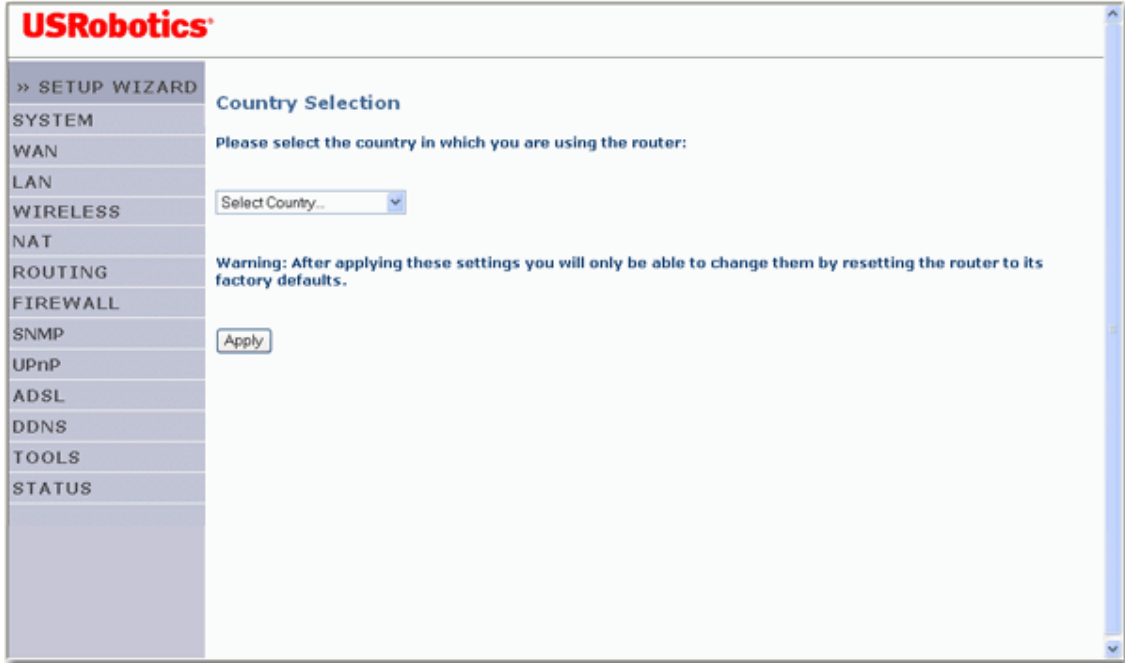 USRobotics
» SETUP WIZARD
SYSTEM
WAN
LAN
WIRELESS
NAT
ROUTING
FIREWALL
SNMP
UPnP
ADSL
DDNS
TOOLS
STATUS
Country Selection
Please select the country in which you are using the router:
Select Country...
Warning: After applying these settings you will only be able to change them by resetting the router to its
factory defaults.
Apply